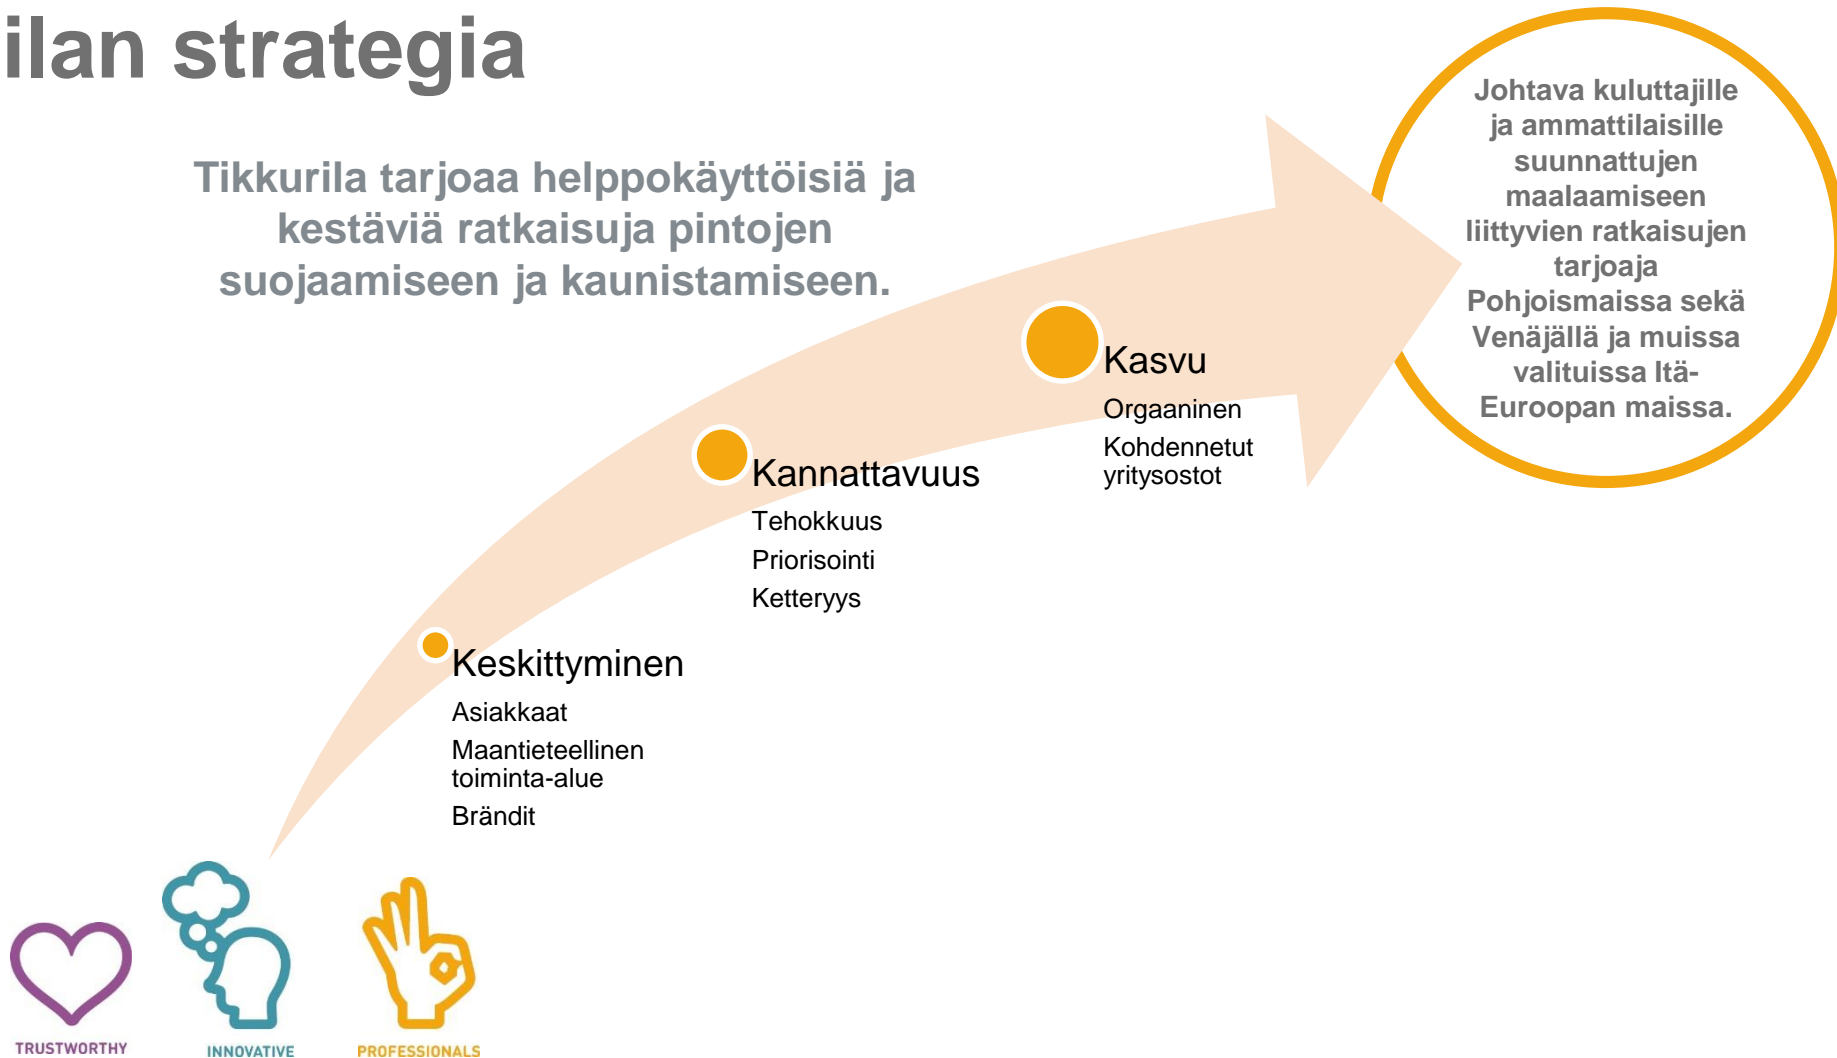 ilan strategia
Tikkurila tarjoaa helppokäyttöisiä ja
kestäviä ratkaisuja pintojen
suojaamiseen ja kaunistamiseen.
Johtava kuluttajille
ja ammattilaisille
suunnattujen
maalaamiseen
liittyvien ratkaisujen
tarjoaja
Pohjoismaissa sekä
Venäjällä ja muissa
valituissa Itä-
Euroopan maissa.
Kasvu
Orgaaninen
Kohdennetut
yritysostot
Kannattavuus
Tehokkuus
Priorisointi
Ketteryys
Keskittyminen
Asiakkaat
Maantieteellinen
toiminta-alue
Brändit
TRUSTWORTHY
INNOVATIVE
PROFESSIONALS